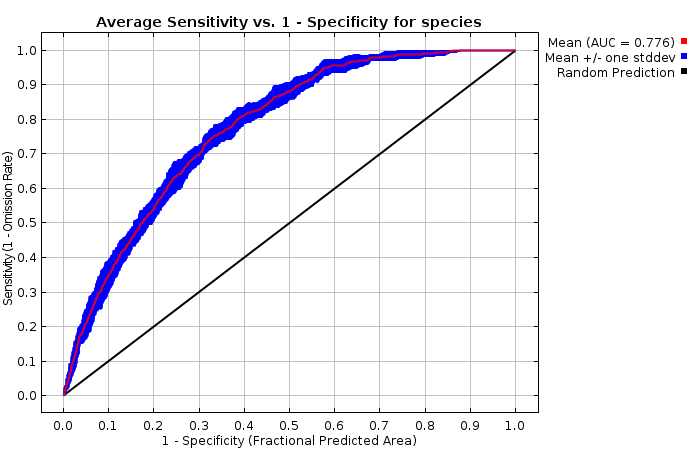 Average Sensitivity vs. 1 - Specificity for species
Mean (AUC = 0.776)
Mean +/- one stddev
Random Prediction
Sensitivity (1 - Omission Rate)
1.0
0.9
0.8
0.7
0.6
0.5
0.4
0.3
0.2
0.1
0.0
0.0 0.1 0.2 0.3 0.4 0.5 0.6 0.7 0.8 0.9 1.0
1 - Specificity (Fractional Predicted Area)